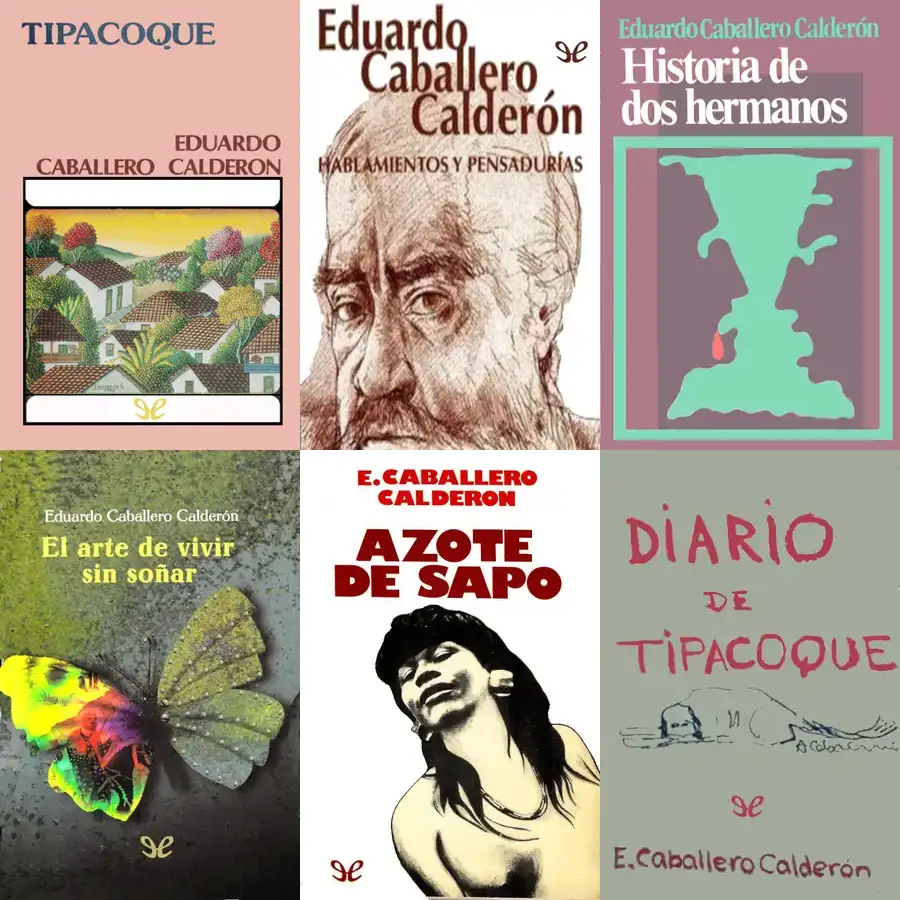 TIPACOQUE
EDUARDO
CABALLERO CALDERON
Eduardo
Caballero
Calderón
HABLAMIENTOS Y PENSADURÍAS
Eduardo Caballero Calderón
Historia de
dos hermanos
Eduardo Caballero Calderón
El arte de vivir
sin soñar
E. CABALLERO
CALDERON
AZOTE
DE SAPO
DIARIO
DE
TIPACOQUE
E. Caballero Calderón